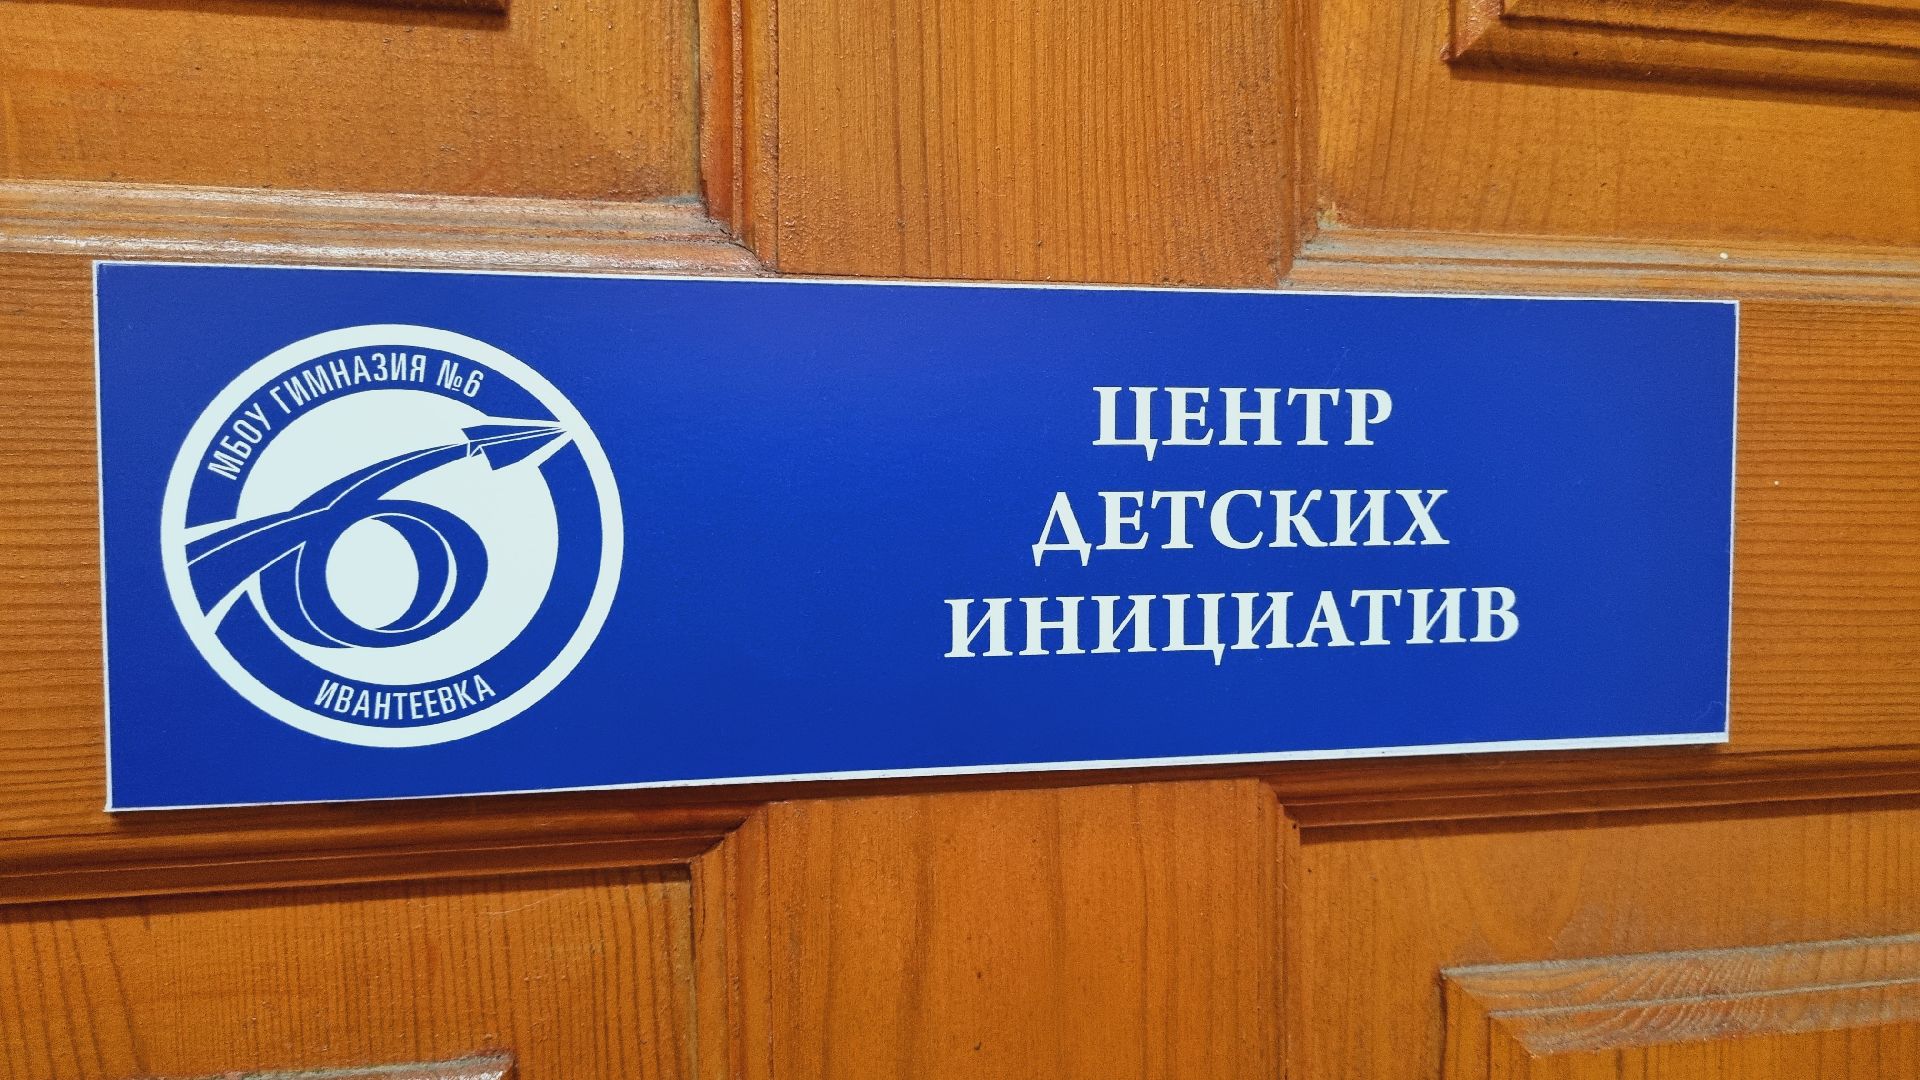 МБОУ ГИМНАЗИЯ №6
ИВАНТЕЕВКА
ЦЕНТР
ДЕТСКИХ
ИНИЦИАТИВ